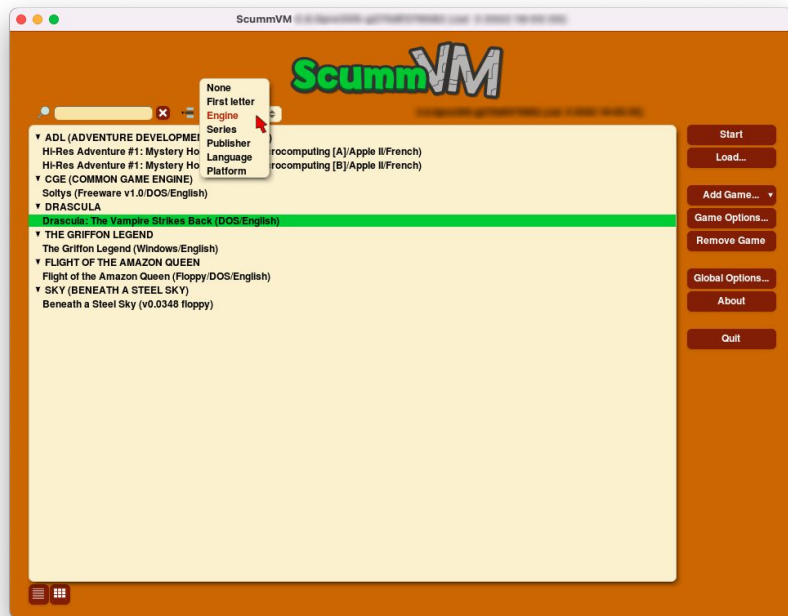 ScummVM
ScummVM
None
First letter
Engine
Series
Publisher
Language
Platform
▼ ADL (ADVENTURE
Hi-Res Adventure #1: Mystery rocomputing [A]/Apple II/French)
Hi-Res Adventure #1: Mystery rocomputing [B]/Apple II/French)
▼ CGE (COMMON GAME ENGINE)
Soltys (Freeware v1.0/DOS/English)
▼ DRASCULA
Drascula: The Vampire Strikes Back (DOS/English)
▼ THE GRIFFON LEGEND
The Griffon Legend (Windows/English)
▼ FLIGHT OF THE AMAZON QUEEN
Flight of the Amazon Queen (Floppy/DOS/English)
▼ SKY (BENEATH A STEEL SKY)
Beneath a Steel Sky (v0.0348 floppy)
Start
Load...
Add Game... ▼
Game Options...
Remove Game
Global Options...
About
Quit